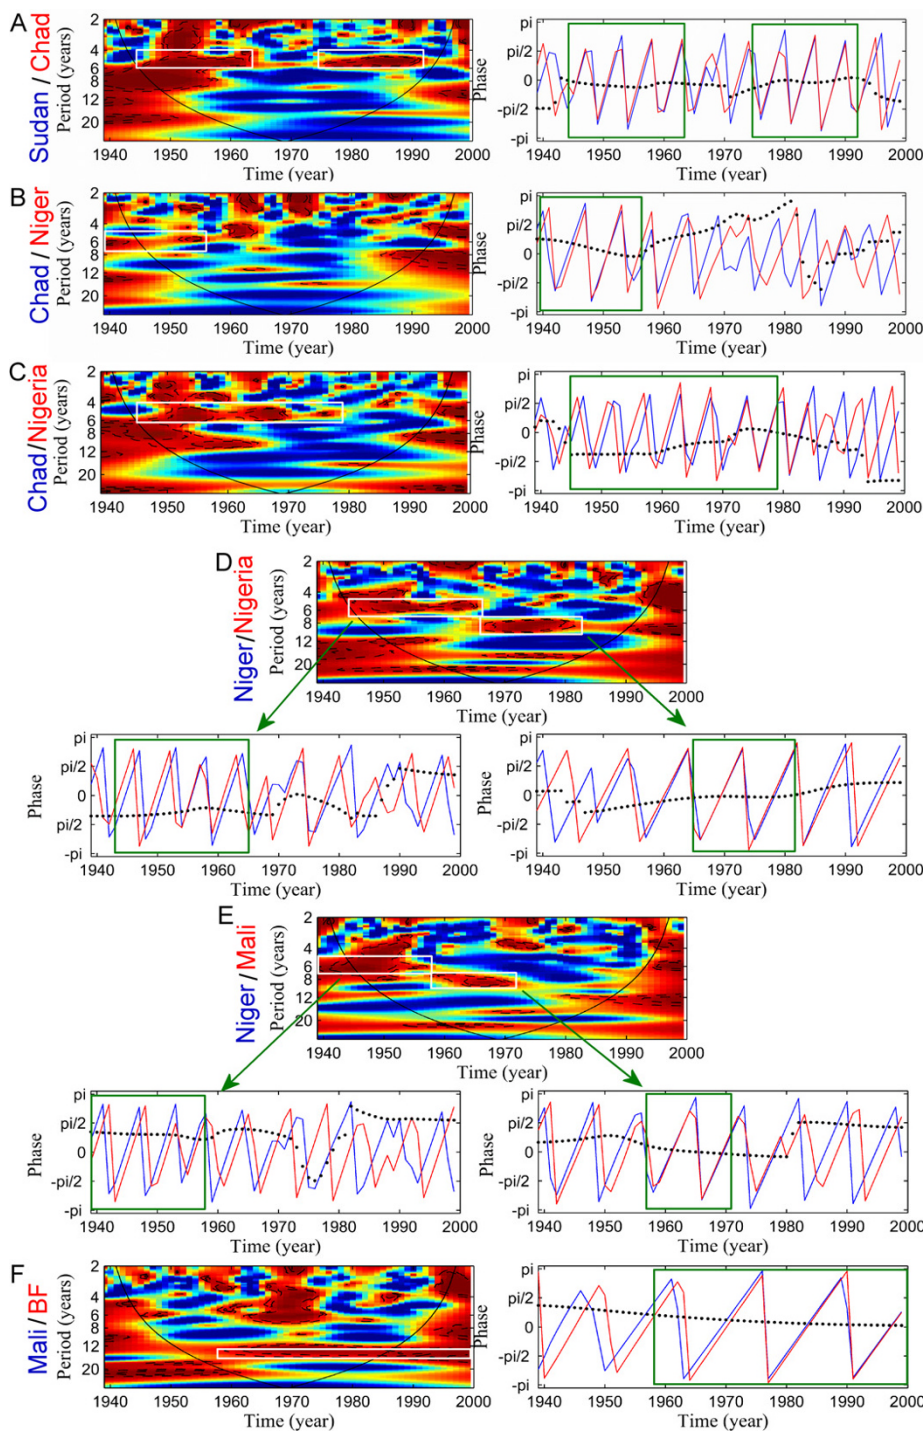 A
Sudan / Chad
Period (years)
2
4
6
8
12
20
1940 1950 1960 1970 1980 1990 2000
Time (year)
Phase
pi
pi/2
0
-pi/2
-pi
1940 1950 1960 1970 1980 1990 2000
Time (year)
B
Chad / Niger
Period (years)
2
4
6
8
12
20
1940 1950 1960 1970 1980 1990 2000
Time (year)
Phase
pi
pi/2
0
-pi/2
-pi
1940 1950 1960 1970 1980 1990 2000
Time (year)
C
Chad/Nigeria
Period (years)
2
4
6
8
12
20
1940 1950 1960 1970 1980 1990 2000
Time (year)
Phase
pi
pi/2
0
-pi/2
-pi
1940 1950 1960 1970 1980 1990 2000
Time (year)
D
Niger/Nigeria
Period (years)
2
4
6
8
12
20
1940 1950 1960 1970 1980 1990 2000
Time (year)
Phase
pi
pi/2
0
pi/2
-pi
1940 1950 1960 1970 1980 1990 2000
Time (year)
pi
pi/2
0
-pi/2
-pi
1940 1950 1960 1970 1980 1990 2000
Time (year)
E
Niger / Mali
Period (years)
2
4
6
8
12
20
1940 1950 1960 1970 1980 1990 2000
Time (year)
Phase
pi
pi/2
0
-pi/2
-pi
1940 1950 1960 1970 1980 1990 2000
Time (year)
pi
pi/2
0
-pi/2
-pi
1940 1950 1960 1970 1980 1990 2000
Time (year)
F
Mali / BF
Period (years)
2
4
6
8
12
20
1940 1950 1960 1970 1980 1990 2000
Time (year)
Phase
pi
pi/2
0
-pi/2
-pi
1940 1950 1960 1970 1980 1990 2000
Time (year)